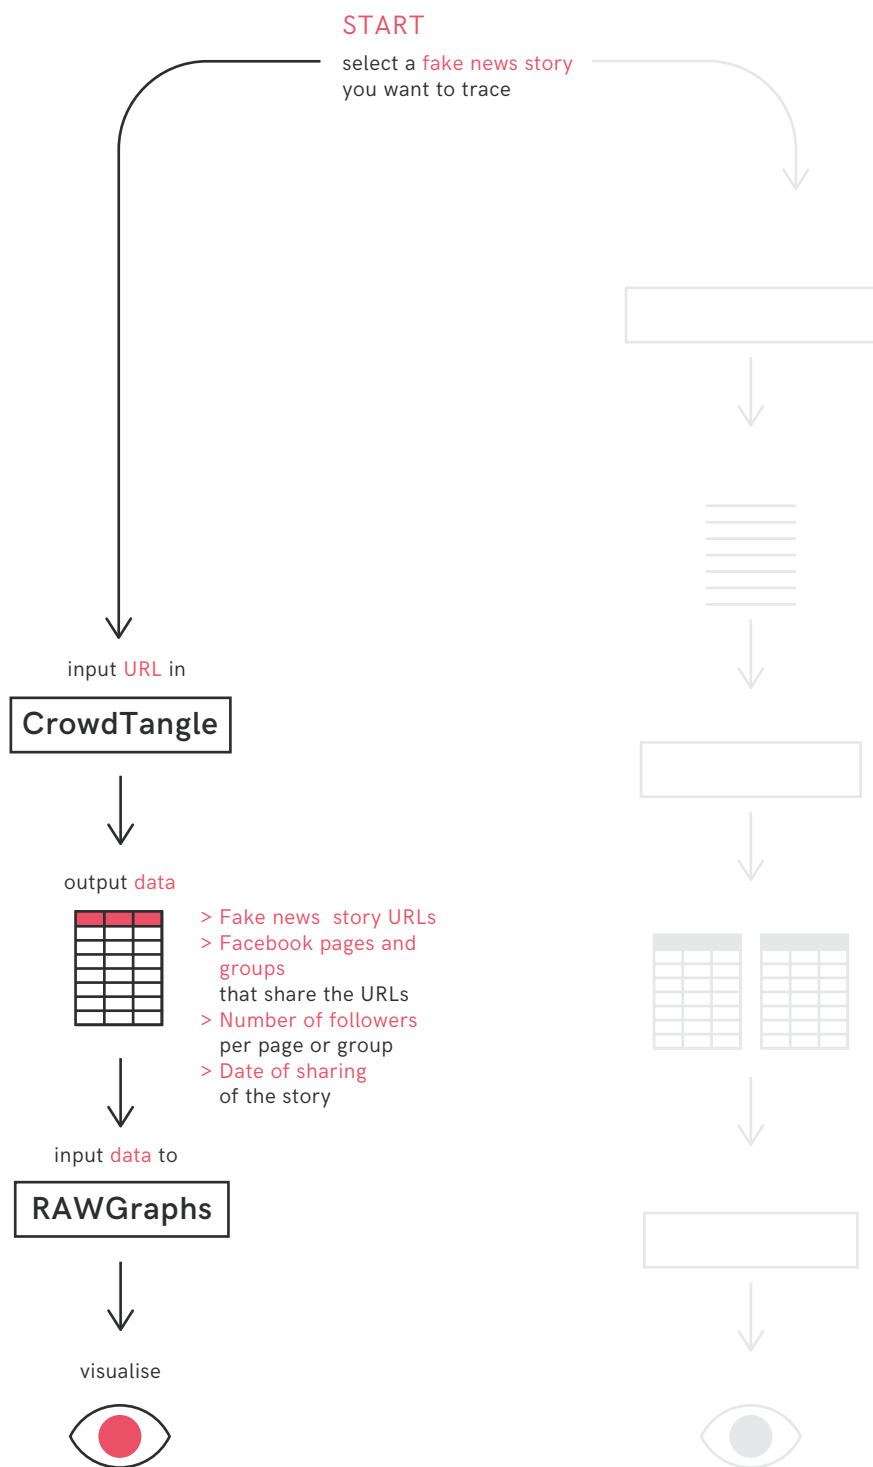 START
select a fake news story
you want to trace
input URL in
CrowdTangle
output data
> Fake news  story URLs
> Facebook pages and
groups
that share the URLs
> Number of followers
per page or group
> Date of sharing
of the story
input data to
RAWGraphs
visualise